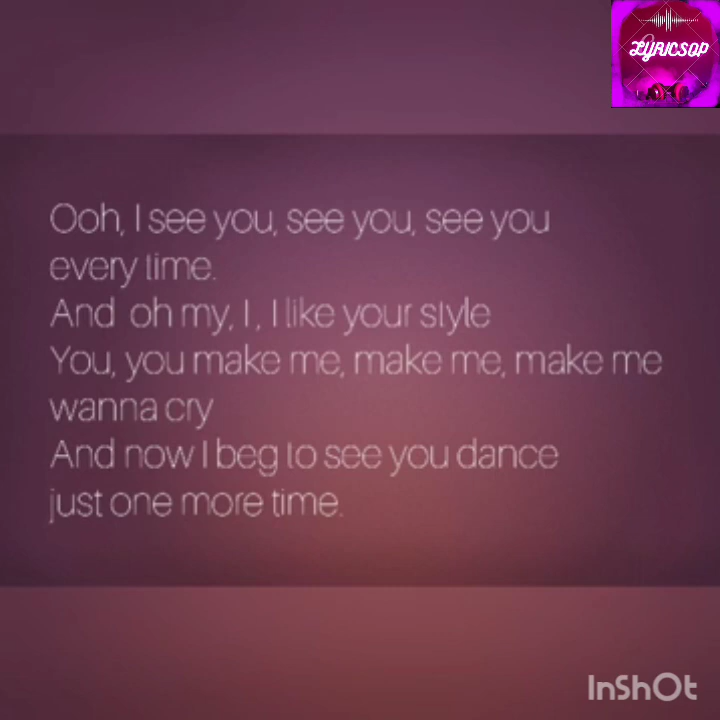 LYRICSOP
Ooh, I see you, see you, see you
every time.
And oh my, I , I like your style
You, you make me, make me, make me
wanna cry
And now I beg to see you dance
just one more time.
InShOt